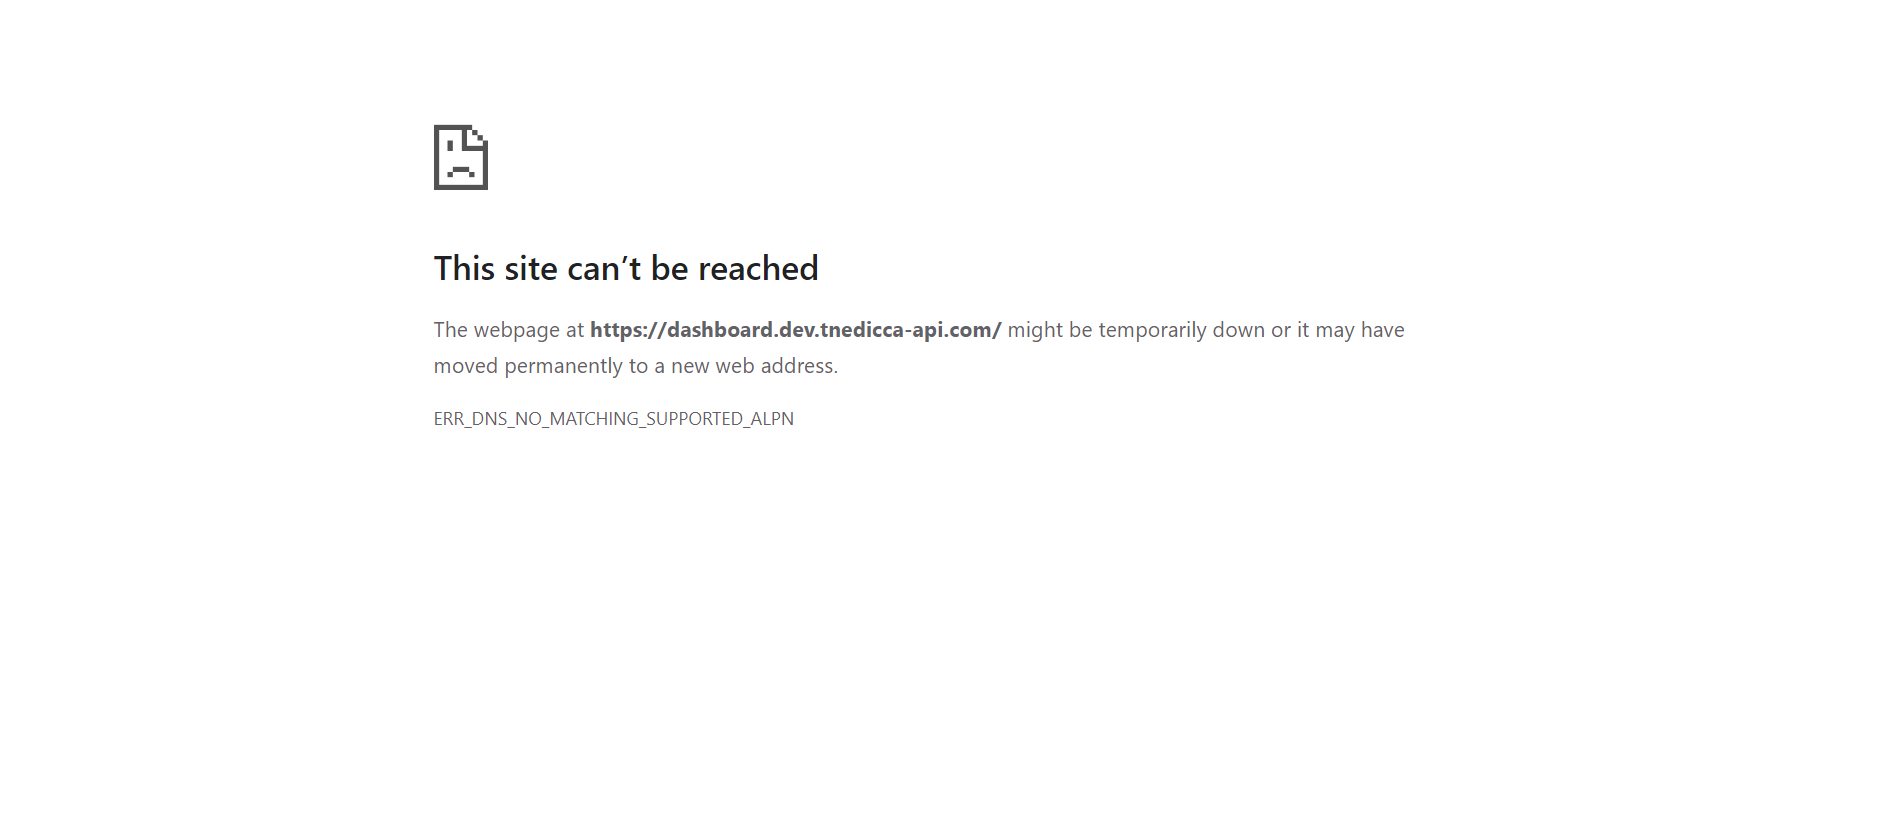 This site can’t be reached
The webpage at https://dashboard.dev.tnedicca-api.com/ might be temporarily down or it may have
moved permanently to a new web address.
ERR_DNS_NO_MATCHING_SUPPORTED_ALPN